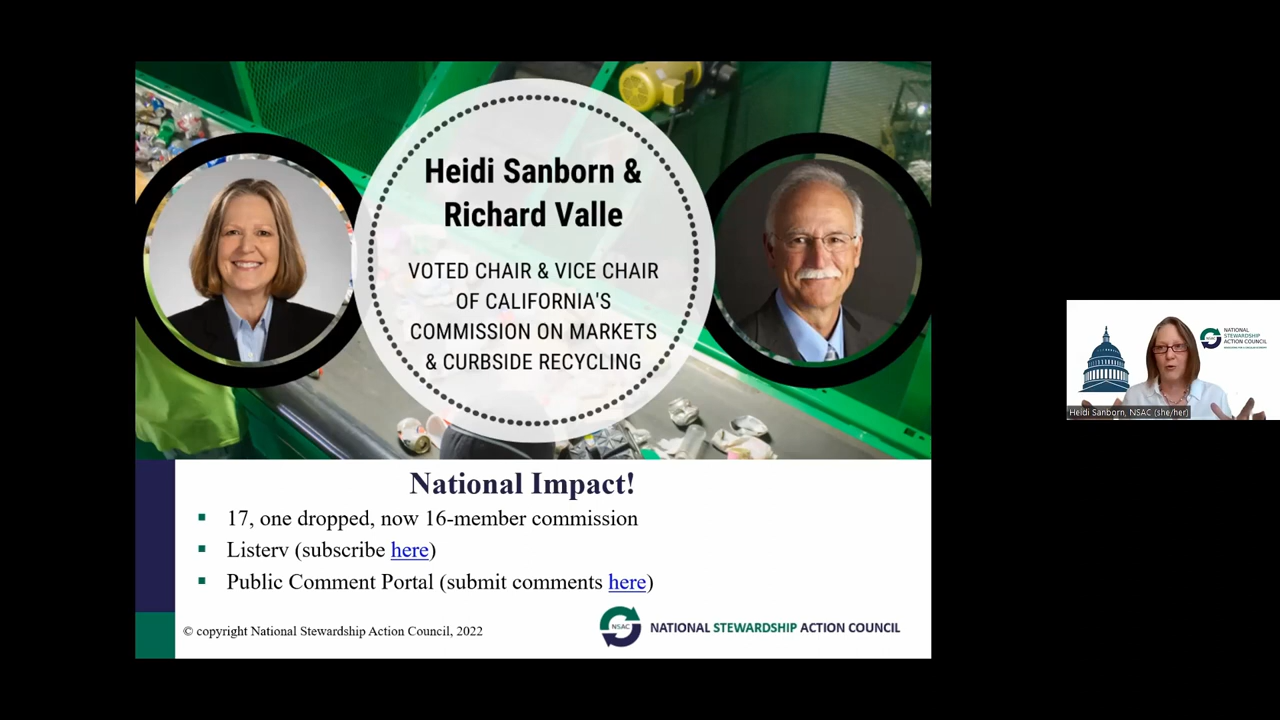 Heidi Sanborn &
Richard Valle
VOTED CHAIR & VICE CHAIR
OF CALIFORNIA'S
COMMISSION ON MARKETS
& CURBSIDE RECYCLING
National Impact!
17, one dropped, now 16-member commission
Listerv (subscribe here)
Public Comment Portal (submit comments here)
© copyright National Stewardship Action Council, 2022
NSAC
NATIONAL STEWARDSHIP ACTION COUNCIL
NATIONAL
STEWARDSHIP
ACTION COUNCIL
Heidi Sanborn, NSAC (she/her)